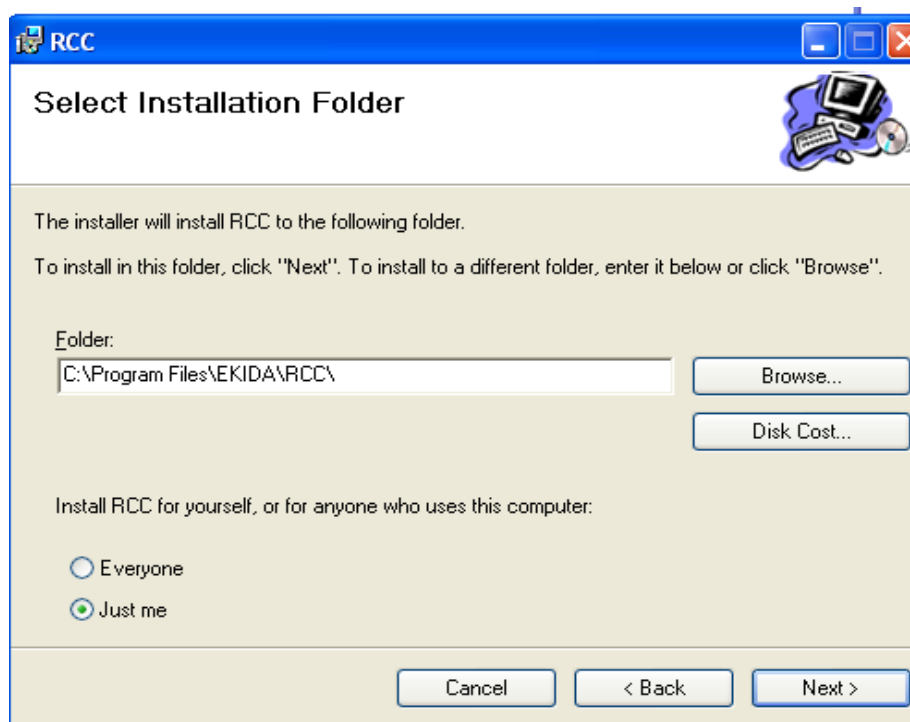 RCC
Select Installation Folder
The installer will install RCC to the following folder.
To install in this folder, click "Next". To install to a different folder, enter it below or click "Browse".
Folder:
C:\Program Files\EKIDA\RCC\
Browse...
Disk Cost...
Install RCC for yourself, or for anyone who uses this computer:
Everyone
Just me
Cancel
< Back
Next >